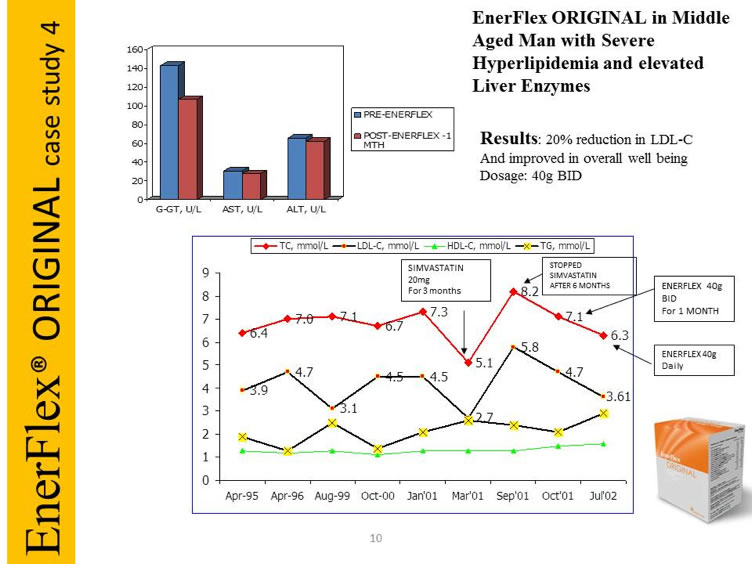 EnerFlex® ORIGINAL case study 4
EnerFlex ORIGINAL in Middle
Aged Man with Severe
Hyperlipidemia and elevated
Liver Enzymes
Results: 20% reduction in LDL-C
And improved in overall well being
Dosage: 40g BID
160
140
120
100
80
60
40
20
0
G-GT, U/L AST, U/L ALT, U/L
PRE-ENERFLEX
POST-ENERFLEX -1
MTH
TC, mmol/L LDL-C, mmol/L HDL-C, mmol/L TG, mmol/L
SIMVASTATIN
20mg
For 3 months
STOPPED
SIMVASTATIN
AFTER 6 MONTHS
ENERFLEX 40g
BID
For 1 MONTH
ENERFLEX40g
Daily
9
8
7
6
5
4
3
2
1
0
6.4 7.0 7.1 6.7 7.3 5.1 8.2 7.1 6.3
3.9 4.7 3.1 4.5 4.5 2.7 5.8 4.7 3.61
Apr-95 Apr-96 Aug-99 Oct-00 Jan'01 Mar'01 Sep'01 Oct'01 Jul'02
EnerFlex
ORIGINAL
10